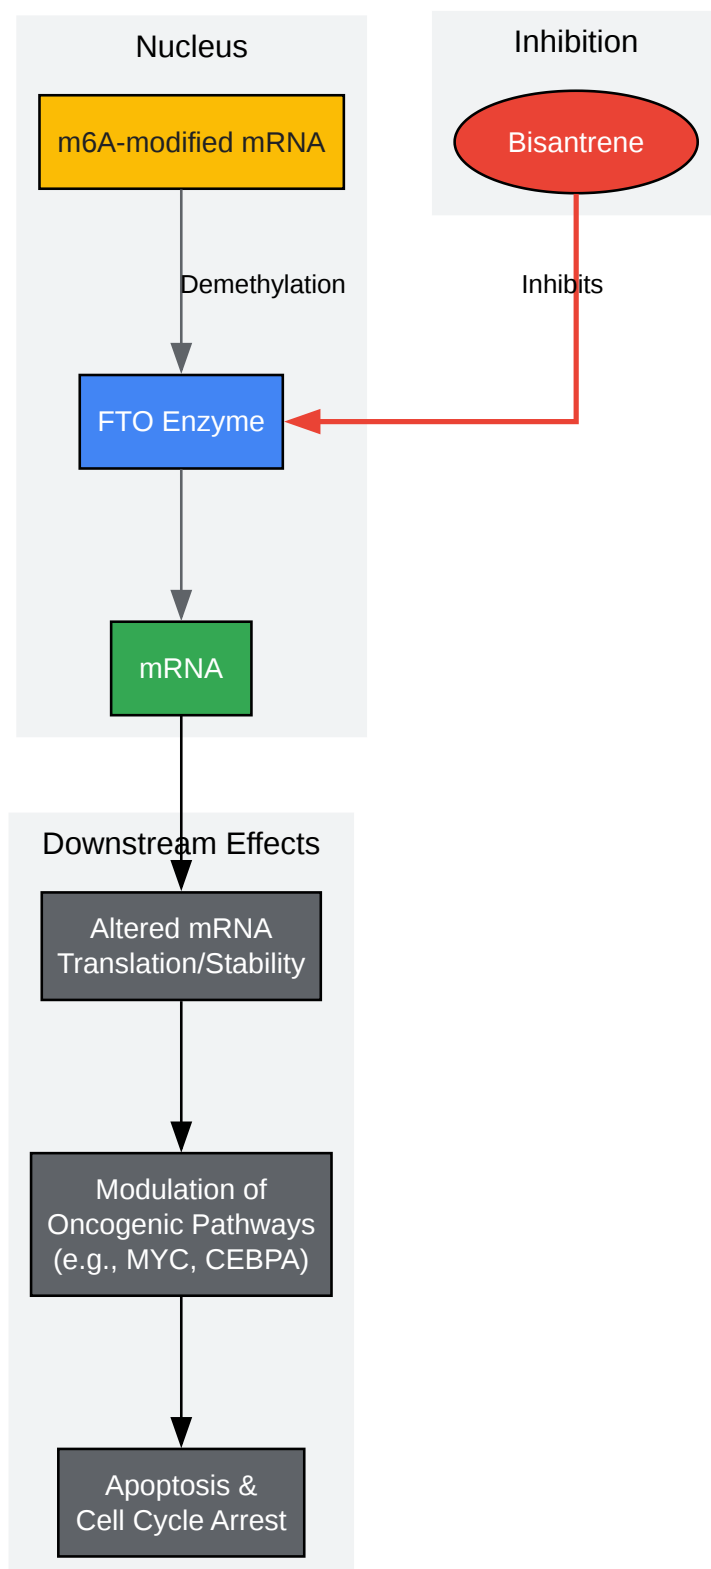 Nucleus
Inhibition
m6A-modified mRNA
Bisantrene
Demethylation
Inhibits
FTO Enzyme
mRNA
Downstream Effects
Altered mRNA
Translation/Stability
Modulation of
Oncogenic Pathways
(e.g., MYC, CEBPA)
Apoptosis &
Cell Cycle Arrest